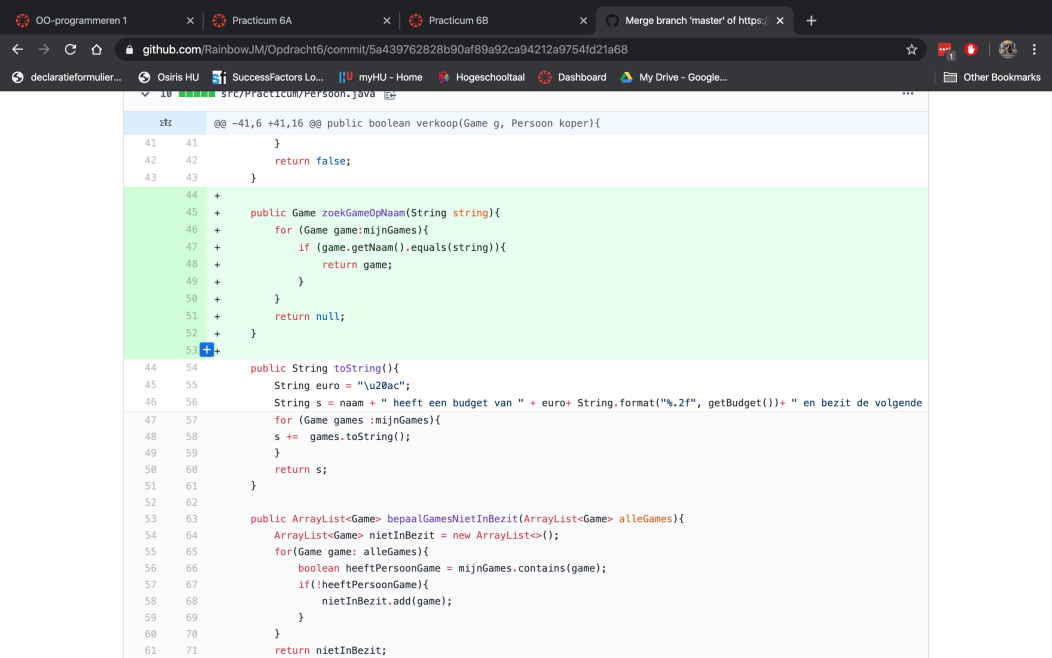 OO-programmeren 1
Practicum 6A
Practicum 6B
Merge branch 'master' of https:/
github.com/RainbowJM/Opdracht6/commit/5a439762828b90af89a92ca94212a9754fd21a68
1
declaratieformulier...
Osiris HU
SuccessFactors Lo...
myHU - Home
Hogeschooltaal
Dashboard
My Drive - Google...
Other Bookmarks
10 src/Practicum/Persoon.java
@@ -41,6 +41,16 @@ public boolean verkoop(Game g, Persoon koper){
41 41 }
42 42 return false;
43 43 }
44 +
45 + public Game zoekGameOpNaam(String string){
46 + for (Game game:mijnGames){
47 + if (game.getNaam().equals(string)){
48 + return game;
49 + }
50 + }
51 + return null;
52 + }
53 + +
44 54 public String toString(){
45 55 String euro = "\u20ac";
46 56 String s = naam + " heeft een budget van " + euro+ String.format("%.2f", getBudget())+ " en bezit de volgende
47 57 for (Game games :mijnGames){
48 58 s += games.toString();
49 59 }
50 60 return s;
51 61 }
52 62
53 63 public ArrayList<Game> bepaalGamesNietInBezit(ArrayList<Game> alleGames){
54 64 ArrayList<Game> nietInBezit = new ArrayList<>();
55 65 for(Game game: alleGames){
56 66 boolean heeftPersoonGame = mijnGames.contains(game);
57 67 if(!heeftPersoonGame){
58 68 nietInBezit.add(game);
59 69 }
60 70 }
61 71 return nietInBezit;